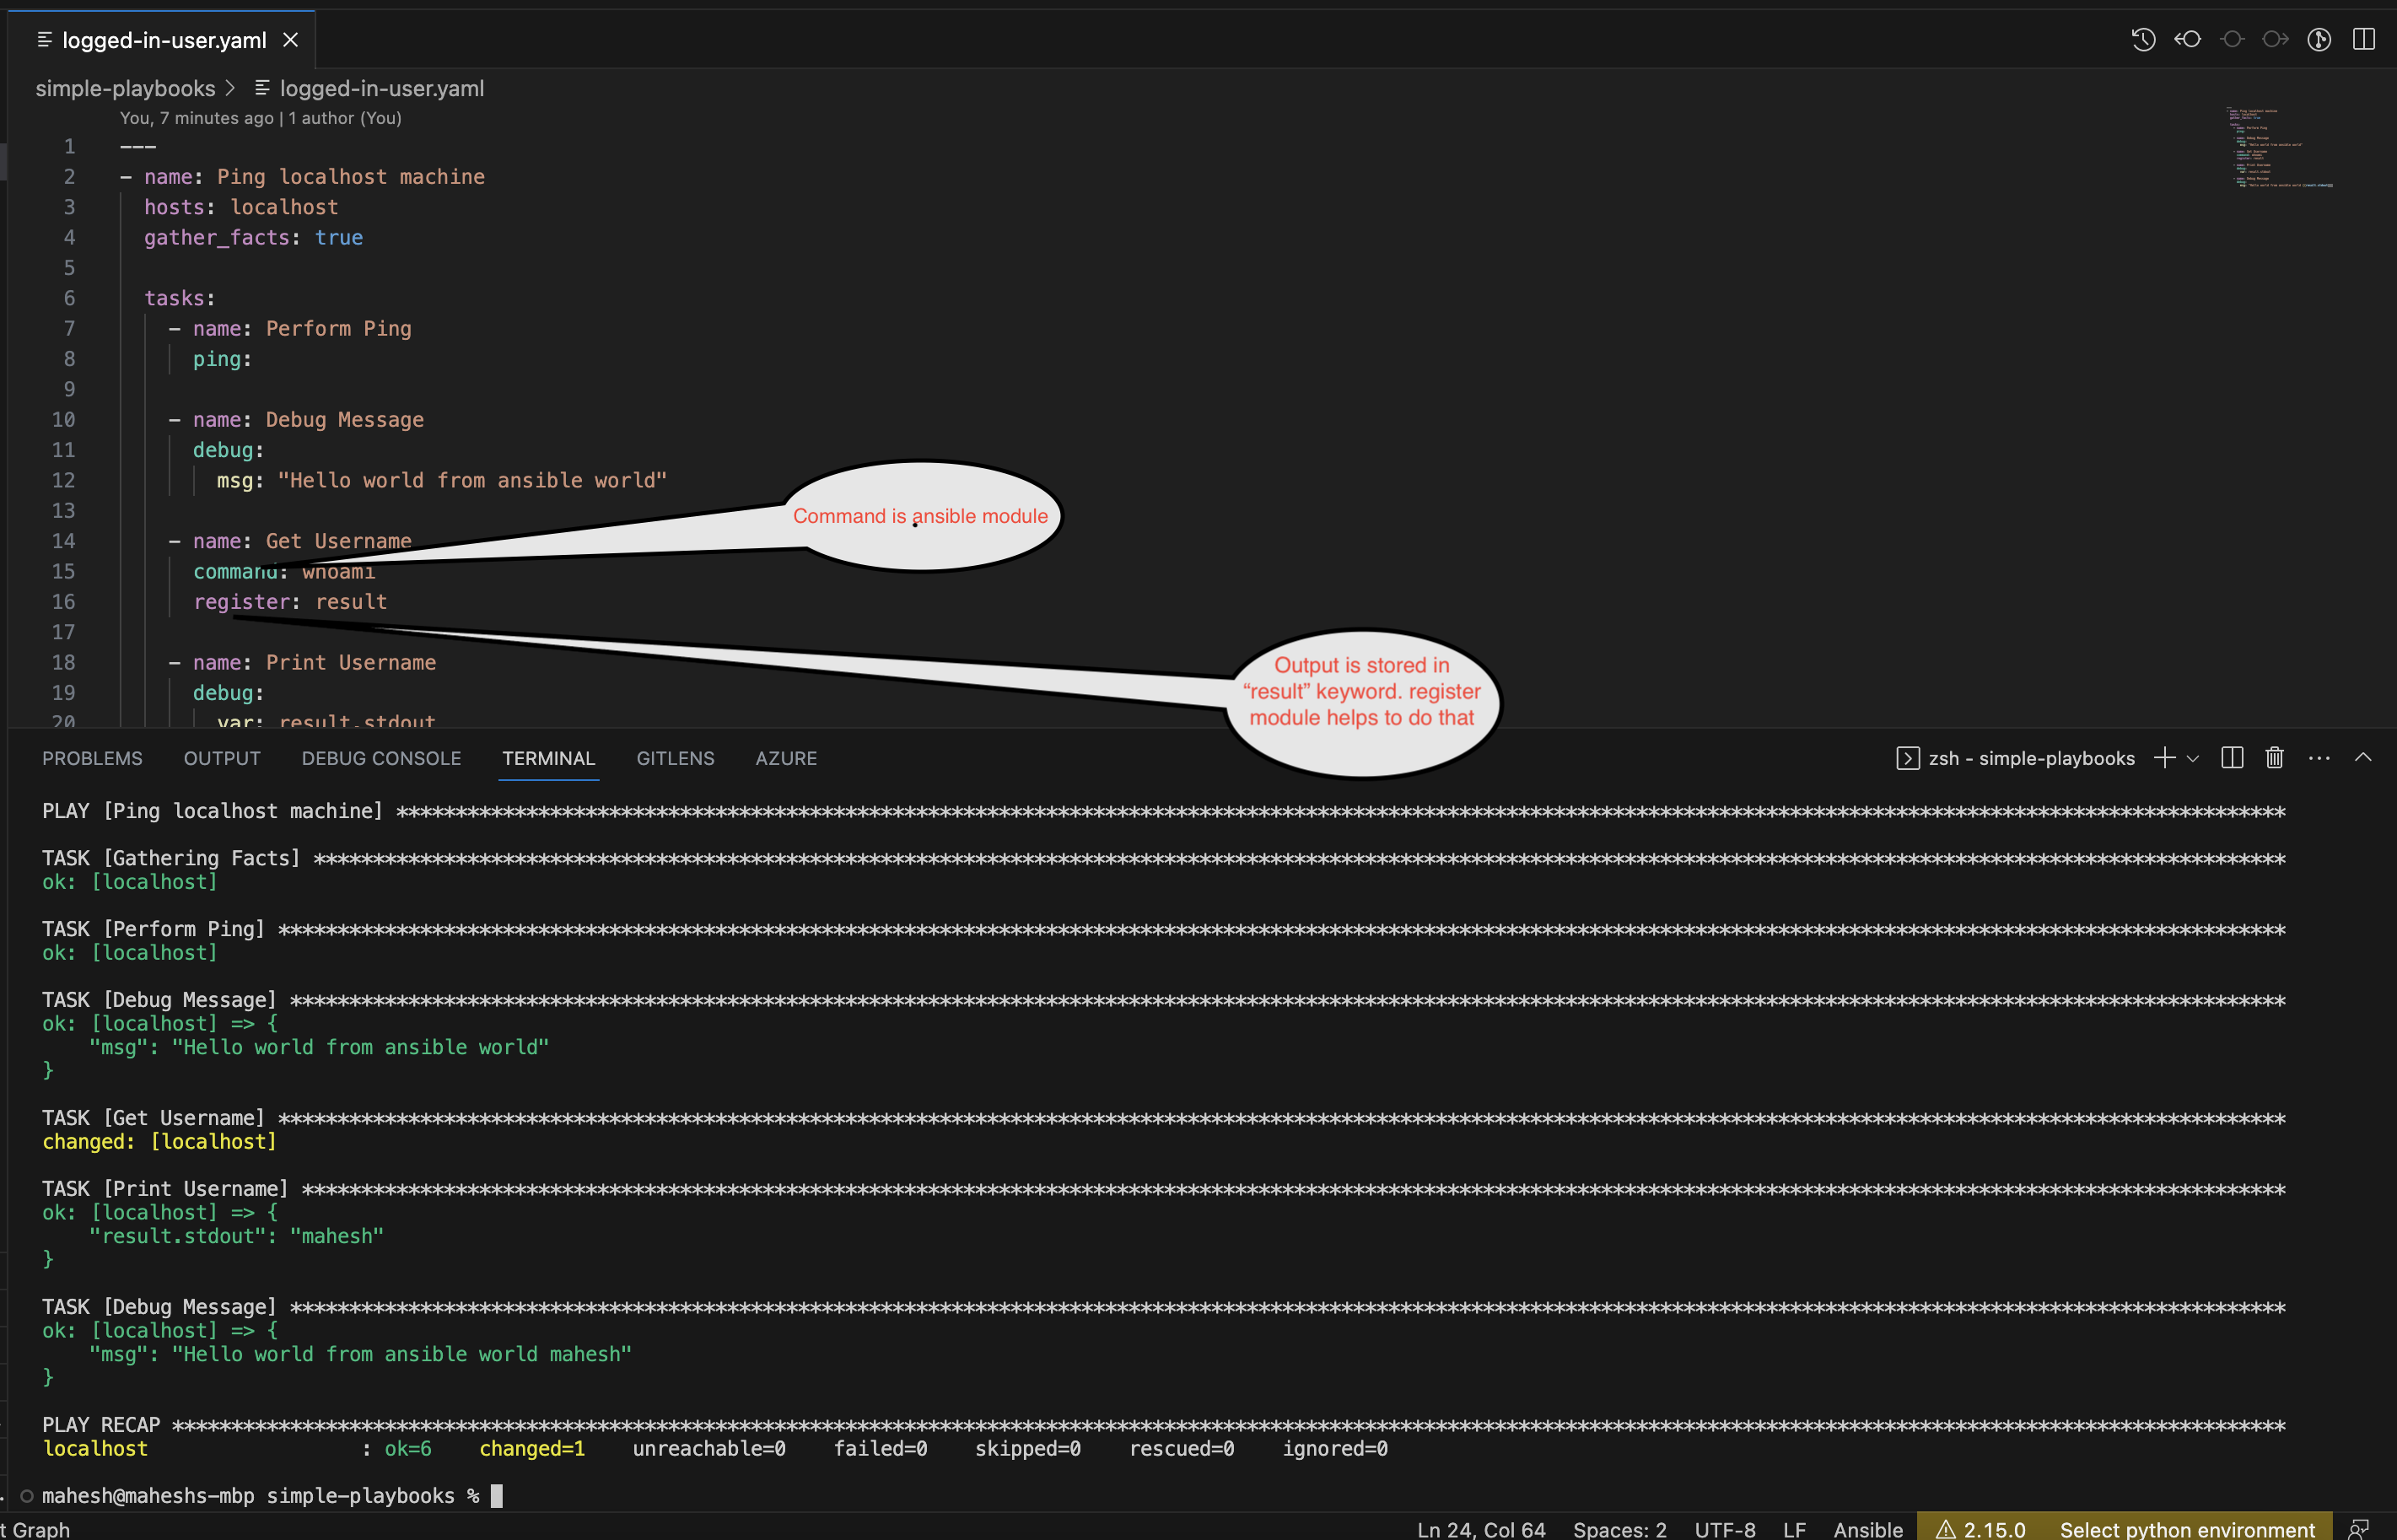 logged-in-user.yaml
simple-playbooks > logged-in-user.yaml
You, 7 minutes ago | 1 author (You)
1 ---
2 - name: Ping localhost machine
3 hosts: localhost
4 gather_facts: true
5
6 tasks:
7 - name: Perform Ping
8 ping:
9
10 - name: Debug Message
11 debug:
12 msg: "Hello world from ansible world"
13
14 - name: Get Username
15 command: whoami
16 register: result
17
18 - name: Print Username
19 debug:
20 var: result.stdout
Command is ansible module
Output is stored in
“result” keyword. register
module helps to do that
PROBLEMS OUTPUT DEBUG CONSOLE TERMINAL GITLENS AZURE
zsh - simple-playbooks
PLAY [Ping localhost machine] ****************************************************************
TASK [Gathering Facts] ****************************************************************
ok: [localhost]
TASK [Perform Ping] ****************************************************************
ok: [localhost]
TASK [Debug Message] ****************************************************************
ok: [localhost] => {
"msg": "Hello world from ansible world"
}
TASK [Get Username] ****************************************************************
changed: [localhost]
TASK [Print Username] ****************************************************************
ok: [localhost] => {
"result.stdout": "mahesh"
}
TASK [Debug Message] ****************************************************************
ok: [localhost] => {
"msg": "Hello world from ansible world mahesh"
}
PLAY RECAP ****************************************************************
localhost : ok=6 changed=1 unreachable=0 failed=0 skipped=0 rescued=0 ignored=0
mahesh@maheshs-mbp simple-playbooks %
t Graph
Ln 24, Col 64 Spaces: 2 UTF-8 LF Ansible 2.15.0 Select python environment